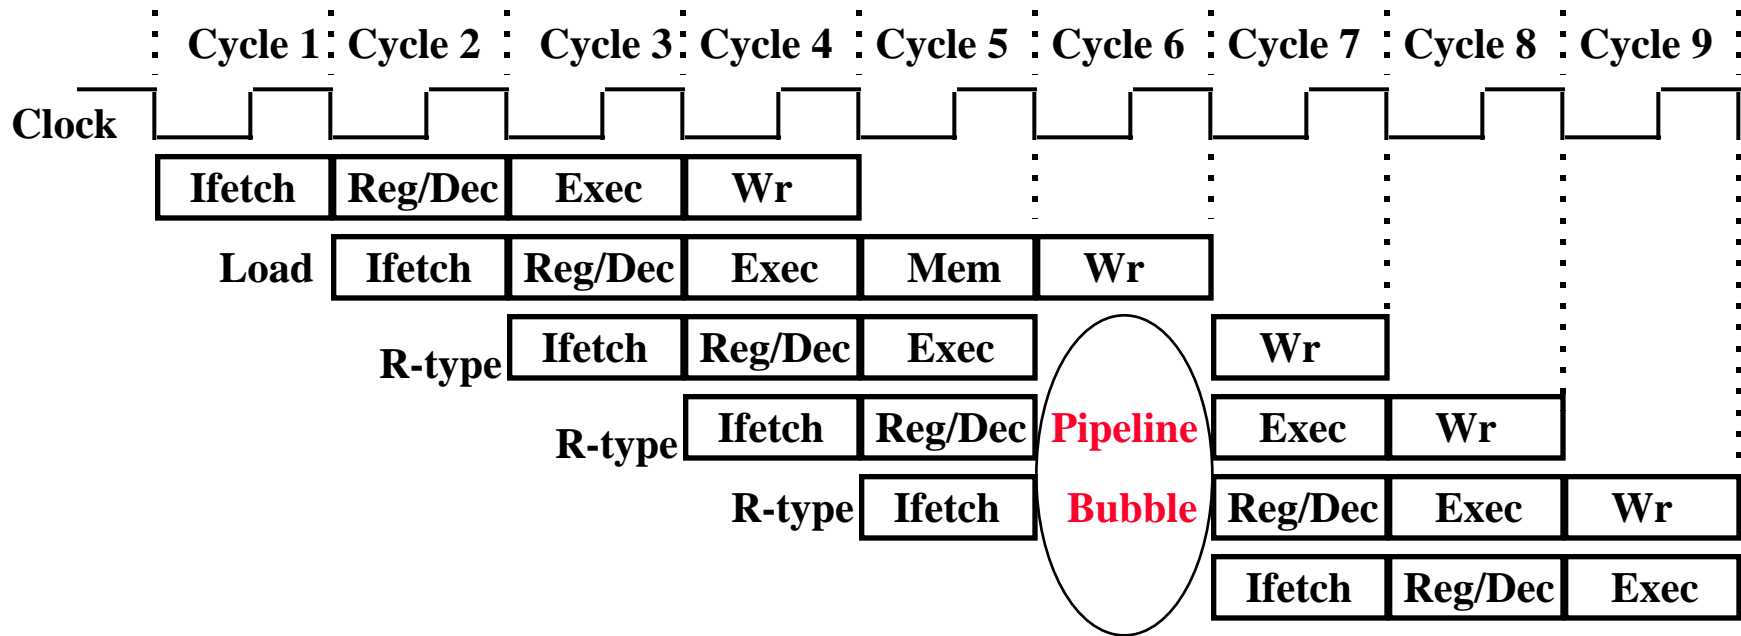 Cycle 1 Cycle 2 Cycle 3 Cycle 4 Cycle 5 Cycle 6 Cycle 7 Cycle 8 Cycle 9
Clock
Ifetch Reg/Dec Exec Wr
Load Ifetch Reg/Dec Exec Mem Wr
R-type Ifetch Reg/Dec Exec Wr
R-type Ifetch Reg/Dec Pipeline Exec Wr
R-type Ifetch Bubble Reg/Dec Exec Wr
Ifetch Reg/Dec Exec